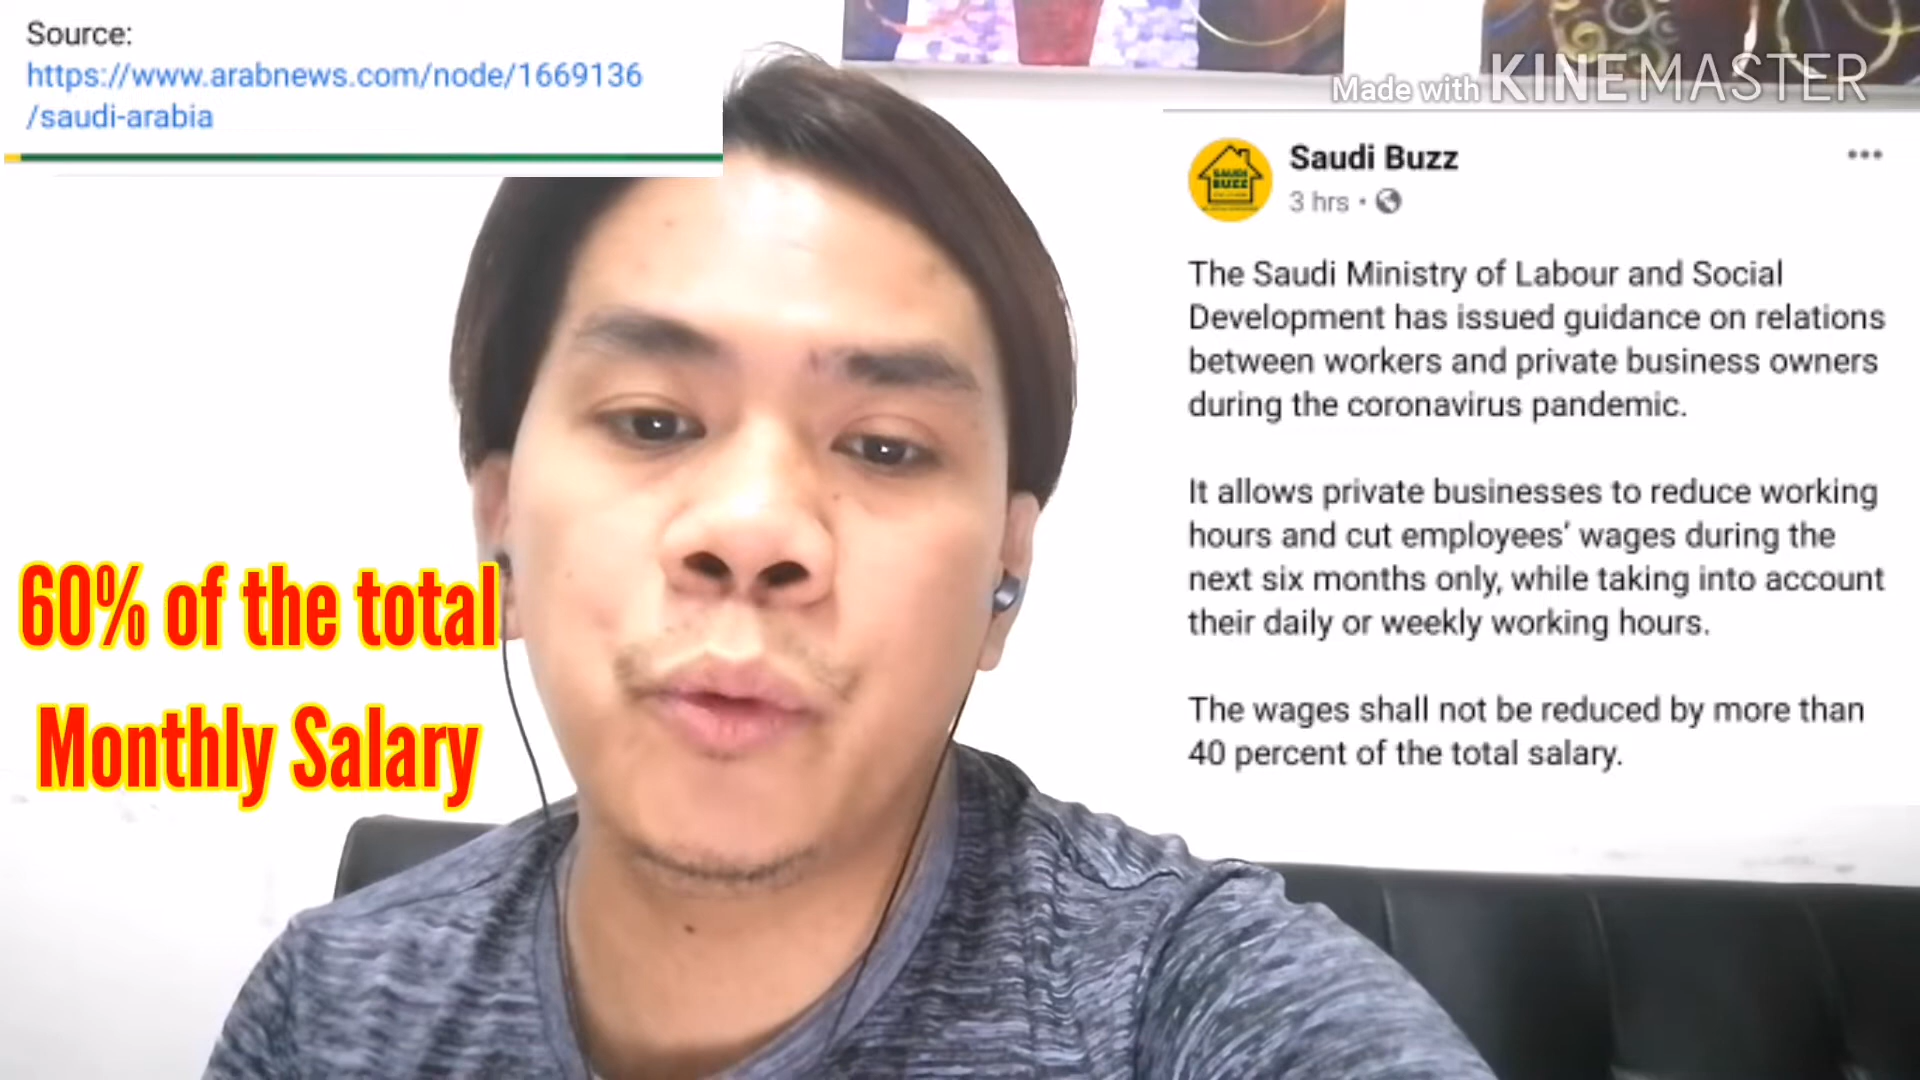 Source:
https://www.arabnews.com/node/1669136
/saudi-arabia
Made with KINEMASTER
SAUDI
BUZZ
Saudi Buzz
3 hrs
The Saudi Ministry of Labour and Social
Development has issued guidance on relations
between workers and private business owners
during the coronavirus pandemic.
It allows private businesses to reduce working
hours and cut employees’ wages during the
next six months only, while taking into account
their daily or weekly working hours.
The wages shall not be reduced by more than
40 percent of the total salary.
60% of the total
Monthly Salary